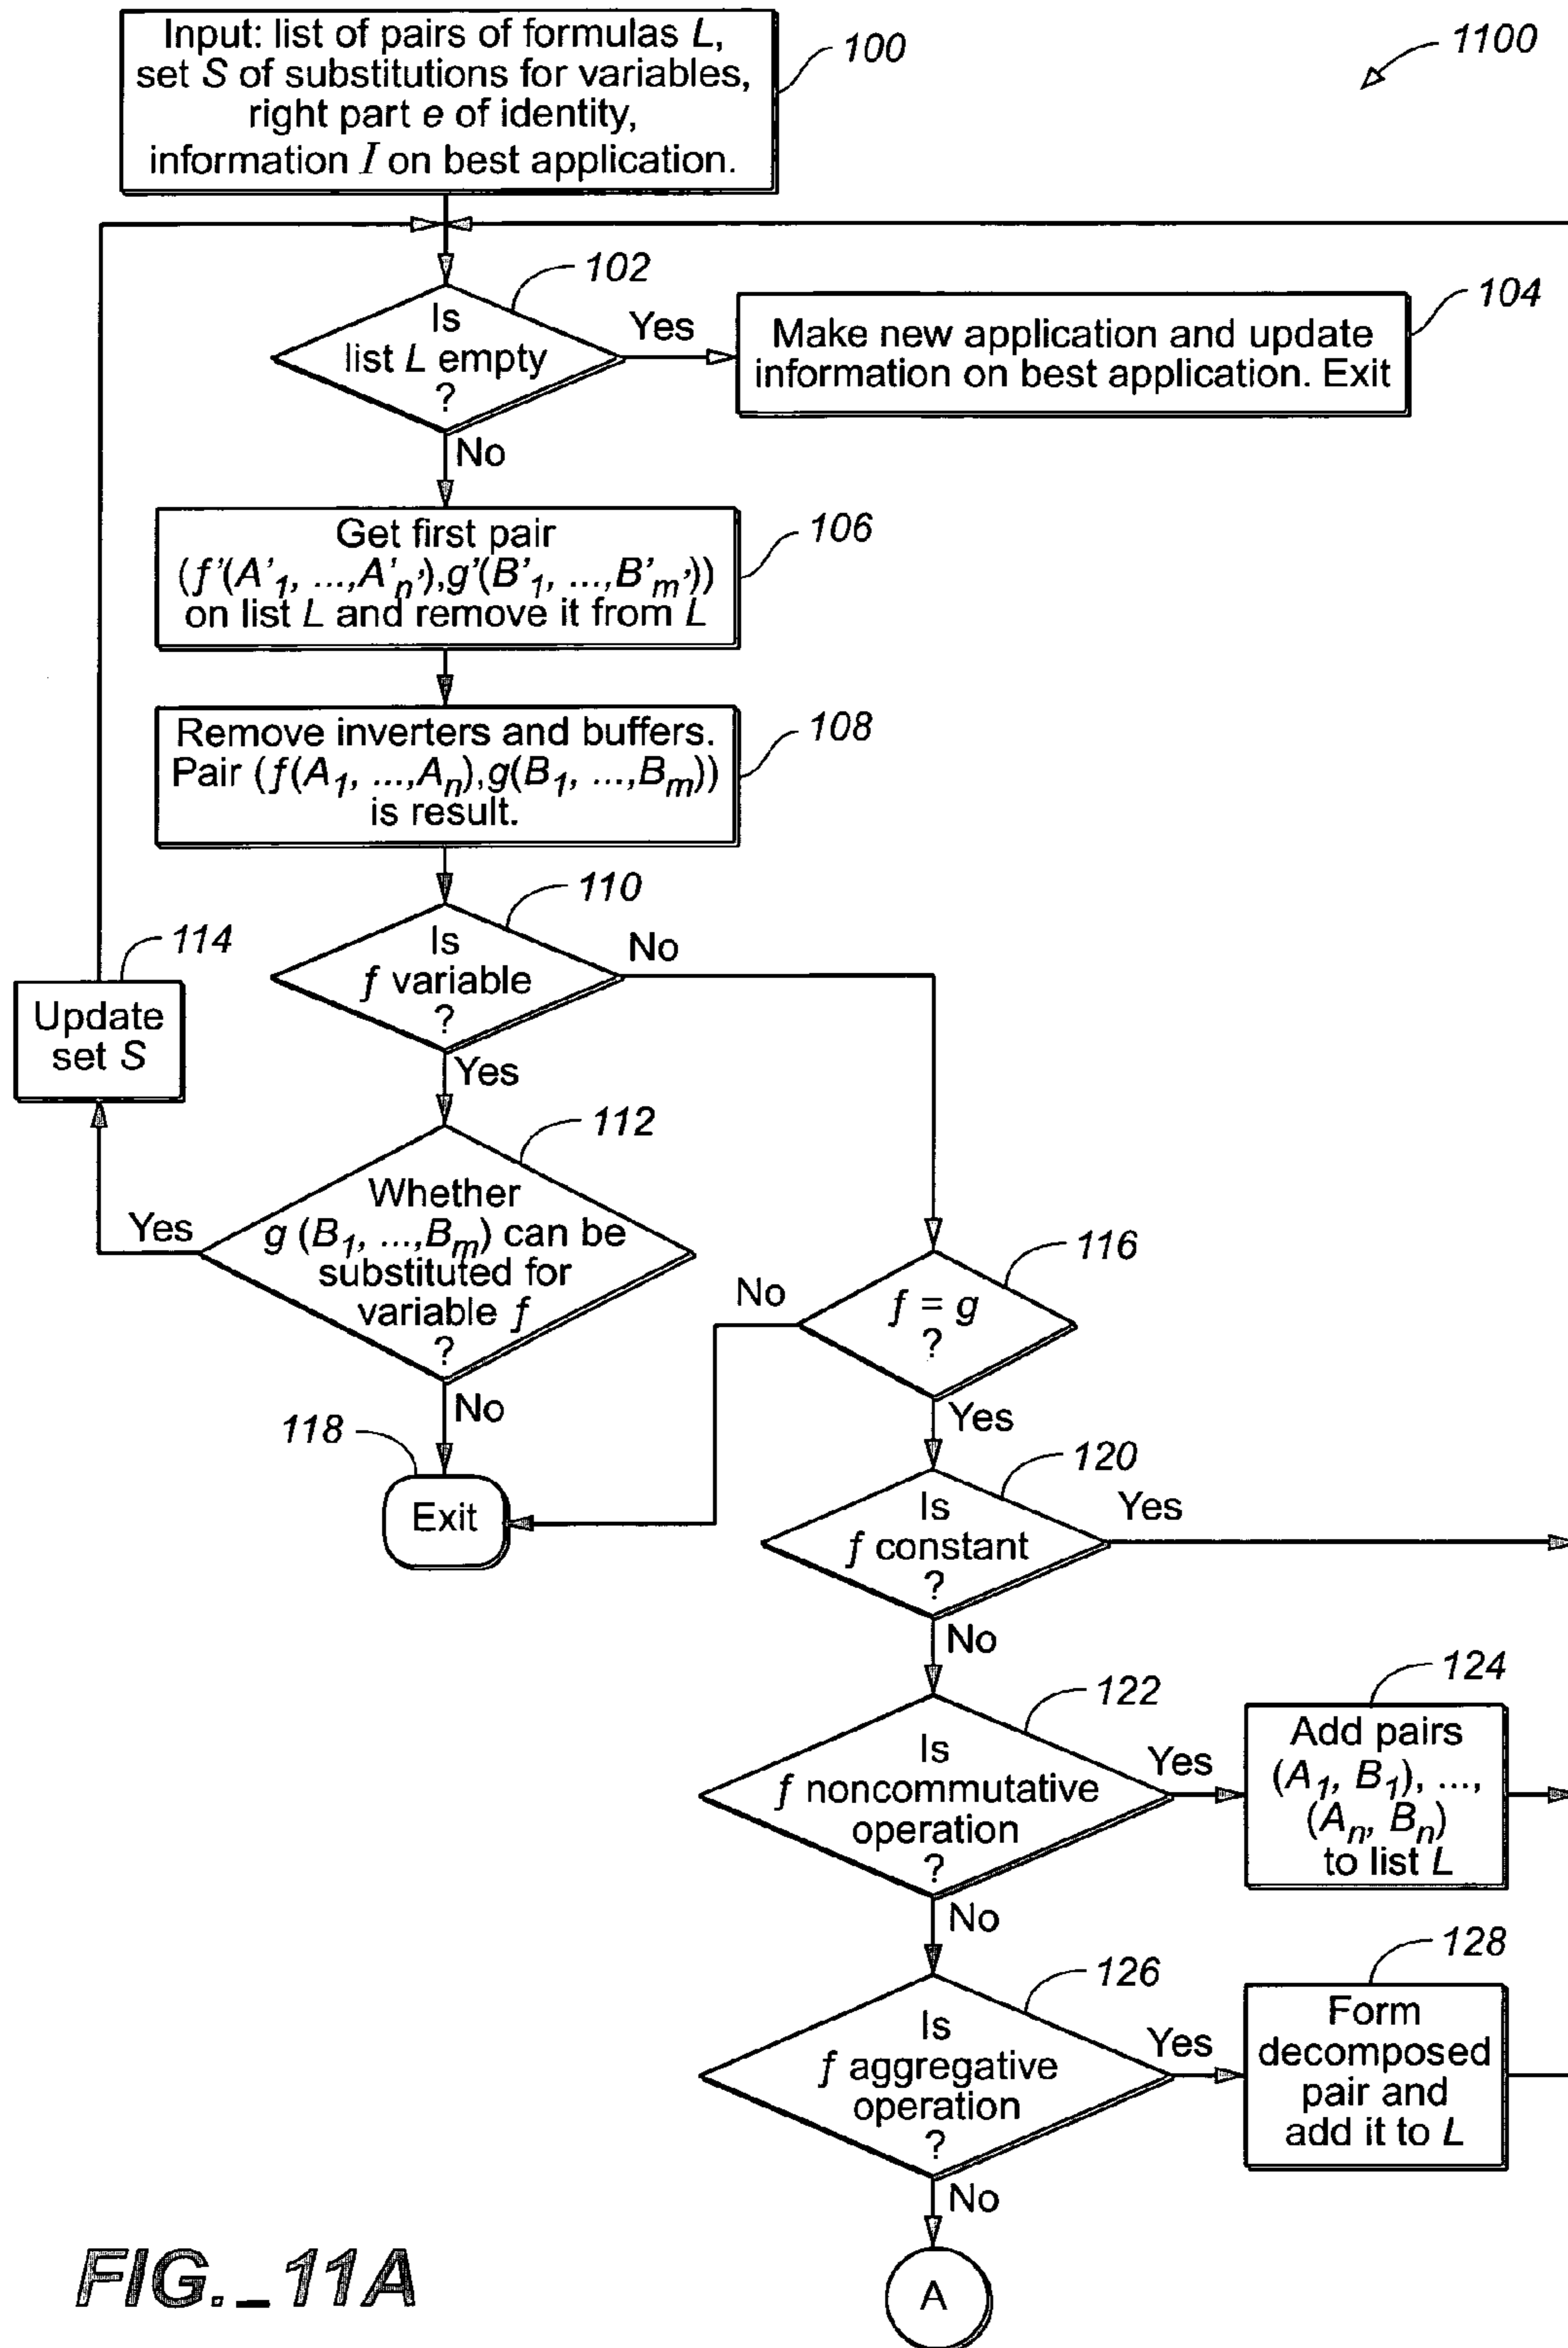 Input: list of pairs of formulas L,
set S of substitutions for variables,
right part e of identity,
information I on best application.
100
1100
102
Is
list L empty
?
Yes
104
Make new application and update
information on best application. Exit
No
106
Get first pair
(f'(A'1, ...,A'n'),g'(B'1, ...,B'm'))
on list L and remove it from L
108
Remove inverters and buffers.
Pair (f(A1, ...,An),g(B1, ...,Bm))
is result.
110
Is
f variable
?
No
114
Update
set S
Yes
112
Whether
g (B1, ...,Bm) can be
substituted for
variable f
?
Yes
116
f = g
?
No
No
118
Exit
Yes
120
Is
f constant
?
Yes
No
122
Is
f noncommutative
operation
?
Yes
124
Add pairs
(A1, B1), ...,
(An, Bn)
to list L
No
126
Is
f aggregative
operation
?
Yes
128
Form
decomposed
pair and
add it to L
No
A
FIG._11A